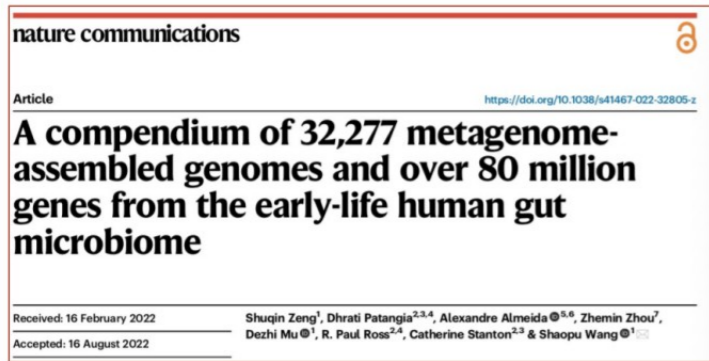 nature communications
Article
https://doi.org/10.1038/s41467-022-32805-z
A compendium of 32,277 metagenome-
assembled genomes and over 80 million
genes from the early-life human gut
microbiome
Received: 16 February 2022
Accepted: 16 August 2022
Shuqin Zeng¹, Dhrati Patangia²,³,⁴, Alexandre Almeida⁵,⁶, Zhemin Zhou⁷,
Dezhi Mu¹, R. Paul Ross²,⁴, Catherine Stanton²,³ & Shaopu Wang¹